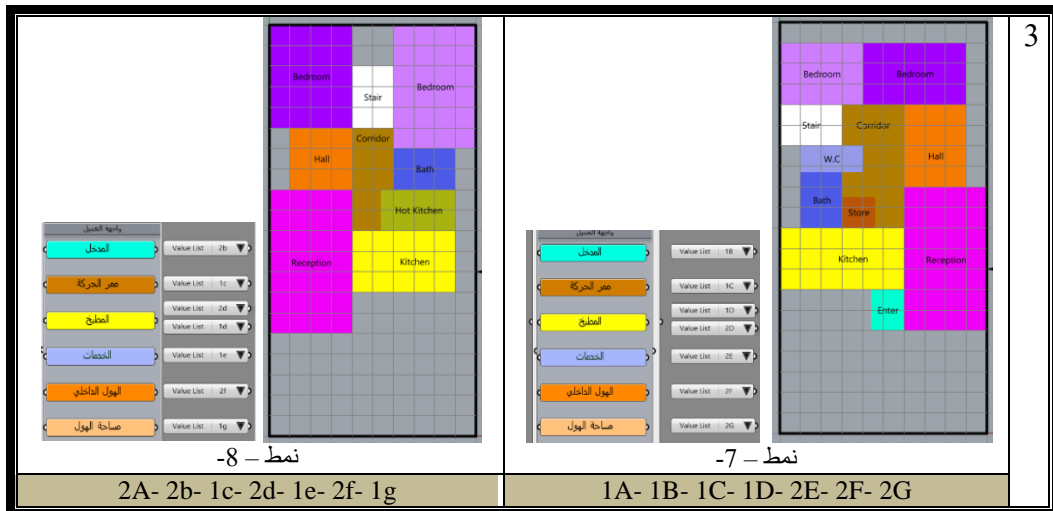 3
Bedroom
Bedroom
Stair
Corridor
Hall
W.C
Bath
Store
Kitchen
Reception
Enter
واجهة العميل
المدخل
Value List 1B
ممر الحركة
Value List 1C
المطبخ
Value List 1D
Value List 2D
الخدمات
Value List 2E
الهول الداخلي
Value List 2F
مساحة الهول
Value List 2G
نمط – 7-
1A- 1B- 1C- 1D- 2E- 2F- 2G
Bedroom
Bedroom
Stair
Corridor
Hall
Bath
Hot Kitchen
Reception
Kitchen
واجهة العميل
المدخل
Value List 2b
ممر الحركة
Value List 1c
المطبخ
Value List 2d
Value List 1d
الخدمات
Value List 1e
الهول الداخلي
Value List 2f
مساحة الهول
Value List 1g
نمط – 8-
2A- 2b- 1c- 2d- 1e- 2f- 1g